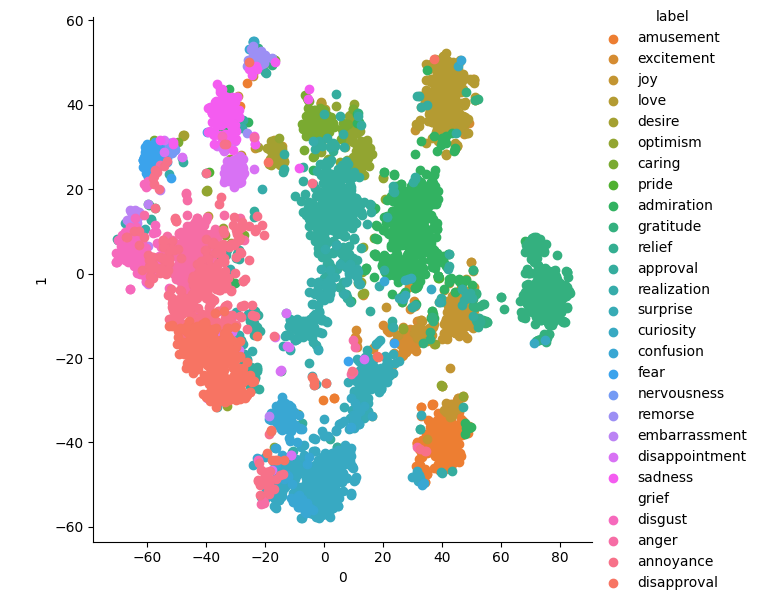 label
amusement
excitement
joy
love
desire
optimism
caring
pride
admiration
gratitude
relief
approval
realization
surprise
curiosity
confusion
fear
nervousness
remorse
embarrassment
disappointment
sadness
grief
disgust
anger
annoyance
disapproval
60
40
20
0
−20
−40
−60
1
−60 −40 −20 0 20 40 60 80
0